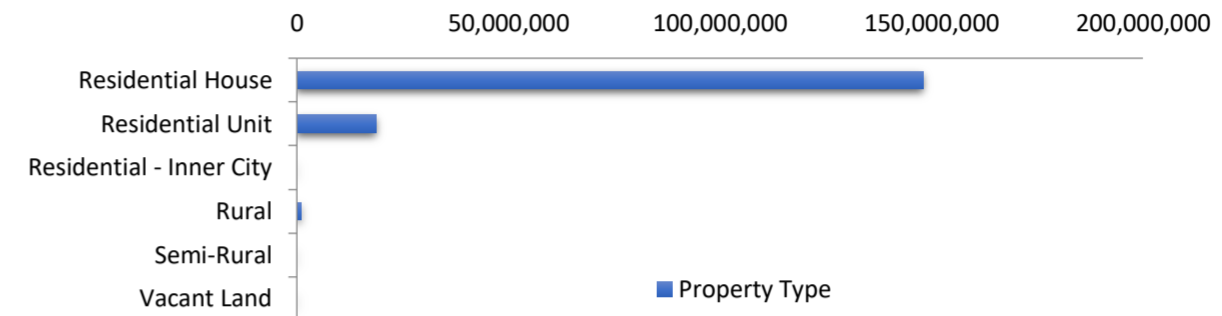 0 50,000,000 100,000,000 150,000,000 200,000,000
Residential House
Residential Unit
Residential - Inner City
Rural
Semi-Rural
Vacant Land
Property Type